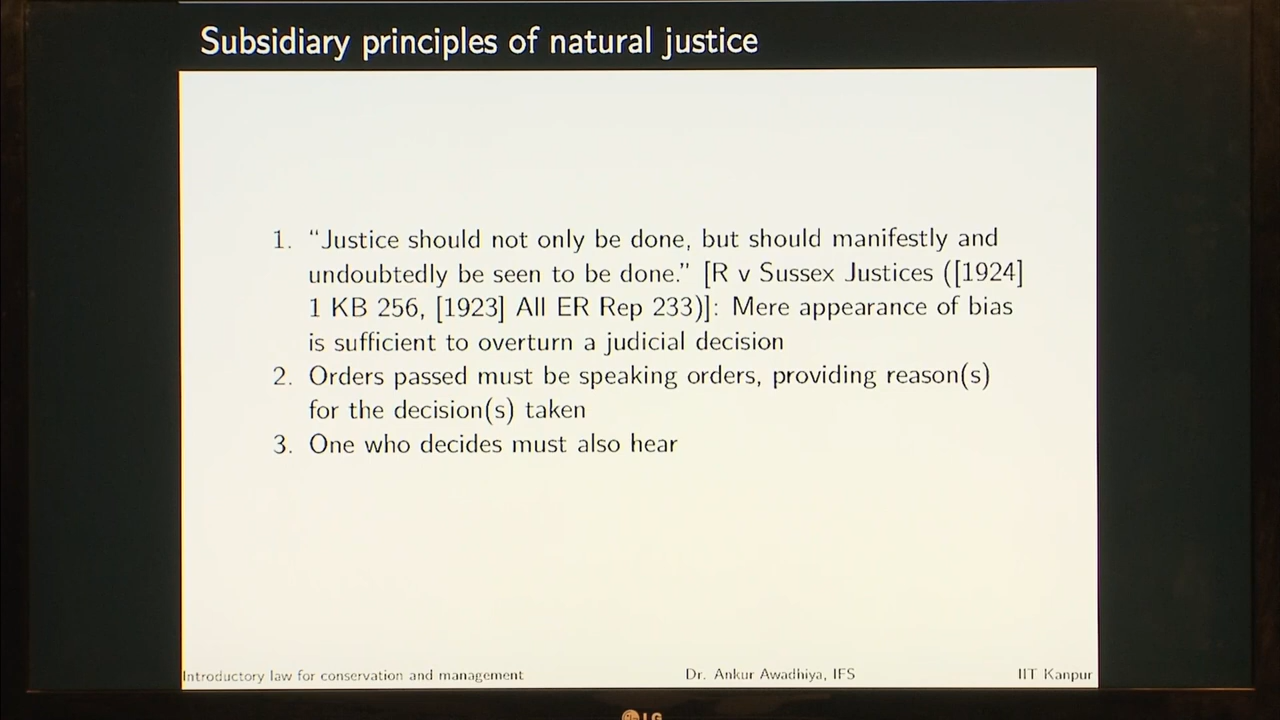 Subsidiary principles of natural justice
1. “Justice should not only be done, but should manifestly and
undoubtedly be seen to be done.” [R v Sussex Justices ([1924]
1 KB 256, [1923] All ER Rep 233)]: Mere appearance of bias
is sufficient to overturn a judicial decision
2. Orders passed must be speaking orders, providing reason(s)
for the decision(s) taken
3. One who decides must also hear
Introductory law for conservation and management Dr. Ankur Awadhiya, IFS IIT Kanpur
LG